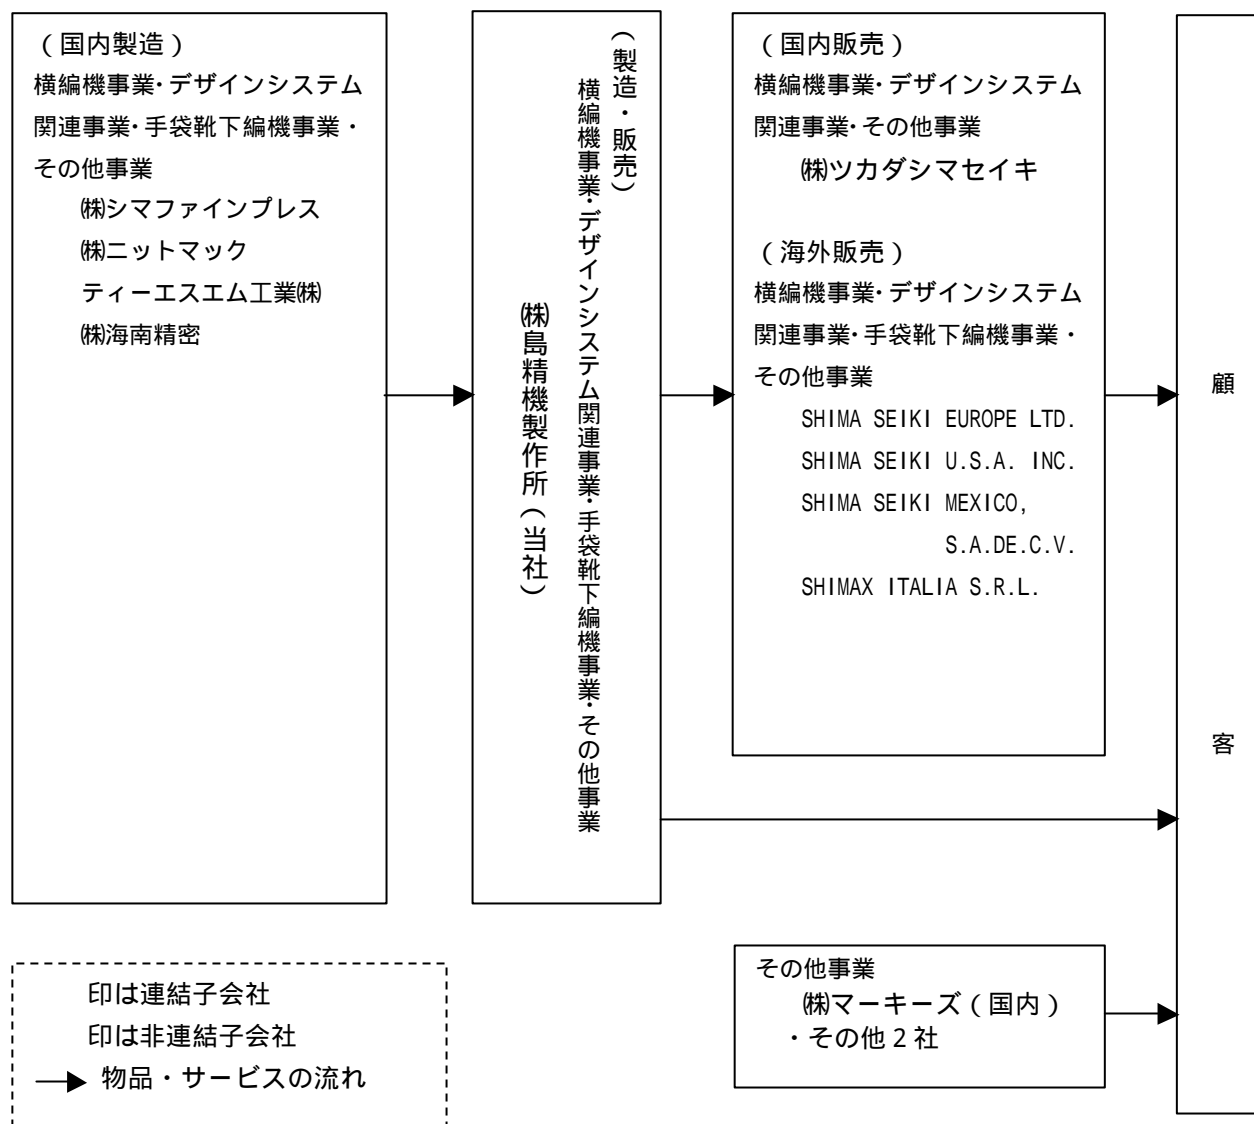 （国内製造）
横編機事業・デザインシステム
関連事業・手袋靴下編機事業・
その他事業
㈱シマファインプレス
㈱ニットマック
ティーエスエム工業㈱
㈱海南精密
（製造・販売）
横編機事業・デザインシステム関連事業・手袋靴下編機事業・その他事業
㈱島精機製作所（当社）
（国内販売）
横編機事業・デザインシステム
関連事業・その他事業
㈱ツカダシマセイキ
（海外販売）
横編機事業・デザインシステム
関連事業・手袋靴下編機事業・
その他事業
SHIMA SEIKI EUROPE LTD.
SHIMA SEIKI U.S.A. INC.
SHIMA SEIKI MEXICO,
S.A.DE.C.V.
SHIMAX ITALIA S.R.L.
顧客
その他事業
㈱マーキーズ（国内）
・その他２社
印は連結子会社
印は非連結子会社
物品・サービスの流れ